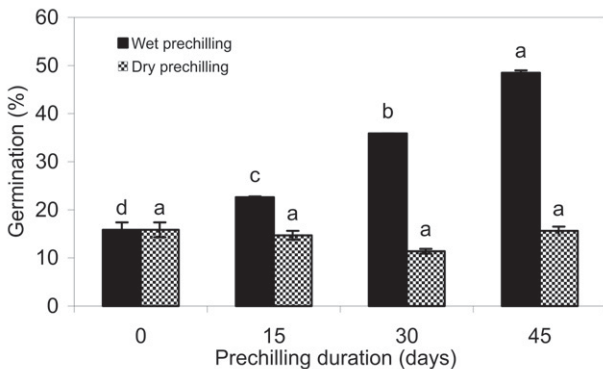 60
50
40
30
20
10
0
Germination (%)
Wet prechilling
Dry prechilling
d a
c a
b a
a a
0 15 30 45
Prechilling duration (days)